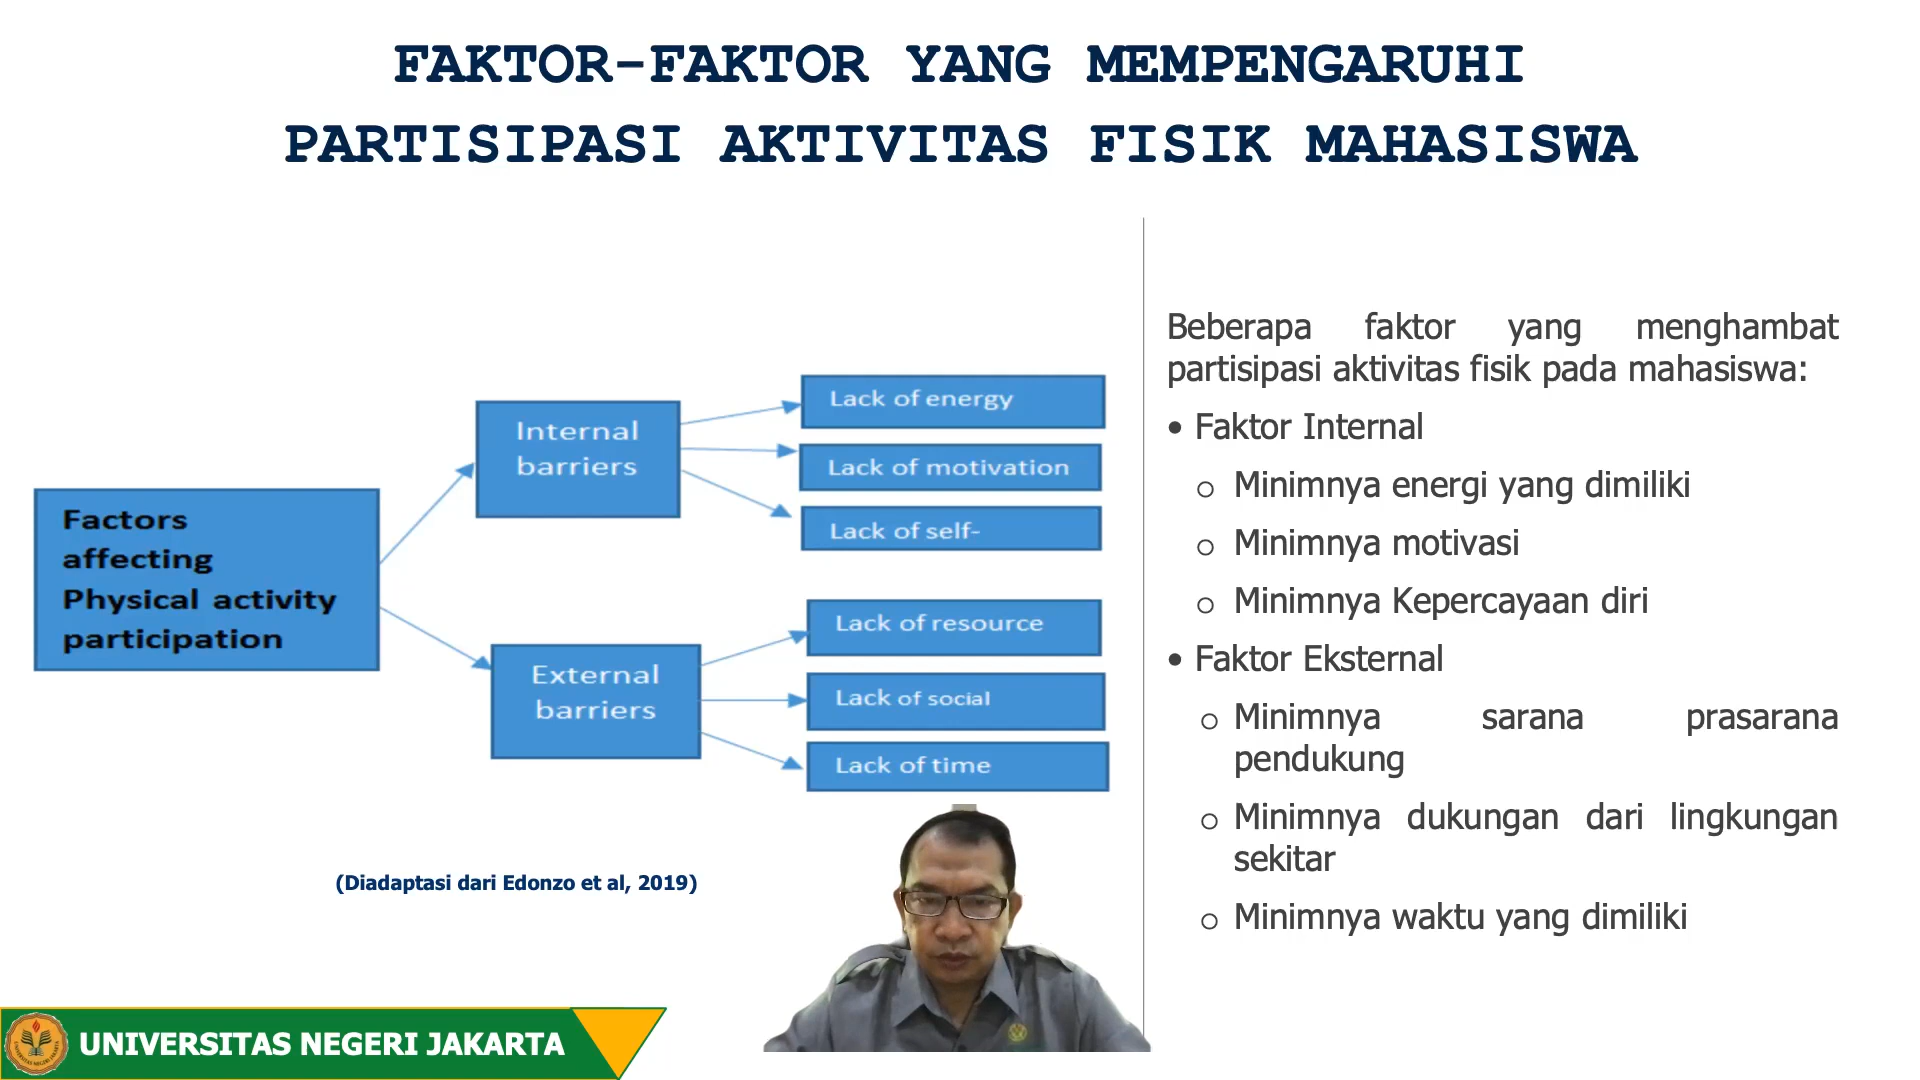 FAKTOR-FAKTOR YANG MEMPENGARUHI
PARTISIPASI AKTIVITAS FISIK MAHASISWA
Factors
affecting
Physical activity
participation
Internal
barriers
Lack of energy
Lack of motivation
Lack of self-
External
barriers
Lack of resource
Lack of social
Lack of time
(Diadaptasi dari Edonzo et al, 2019)
Beberapa faktor yang menghambat
partisipasi aktivitas fisik pada mahasiswa:
• Faktor Internal
o Minimnya energi yang dimiliki
o Minimnya motivasi
o Minimnya Kepercayaan diri
• Faktor Eksternal
o Minimnya sarana prasarana
pendukung
o Minimnya dukungan dari lingkungan
sekitar
o Minimnya waktu yang dimiliki
UNIVERSITAS NEGERI JAKARTA